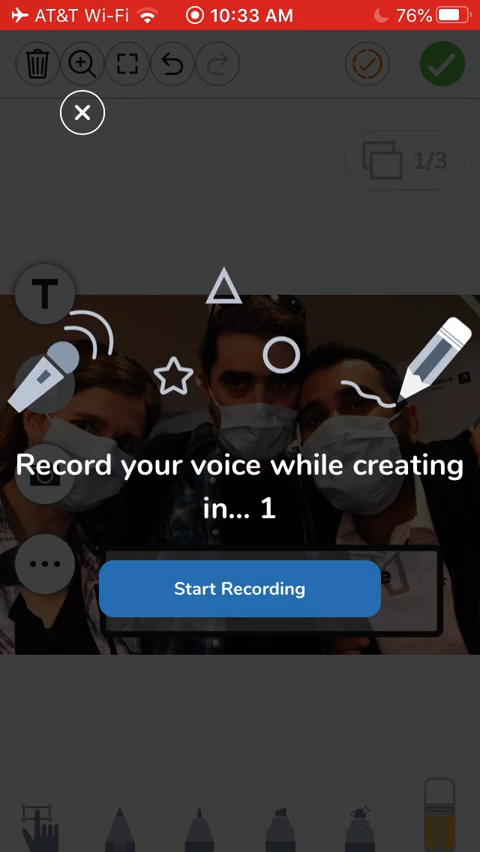 AT&T Wi-Fi 10:33 AM 76%
1/3
T
Record your voice while creating
in... 1
Start Recording